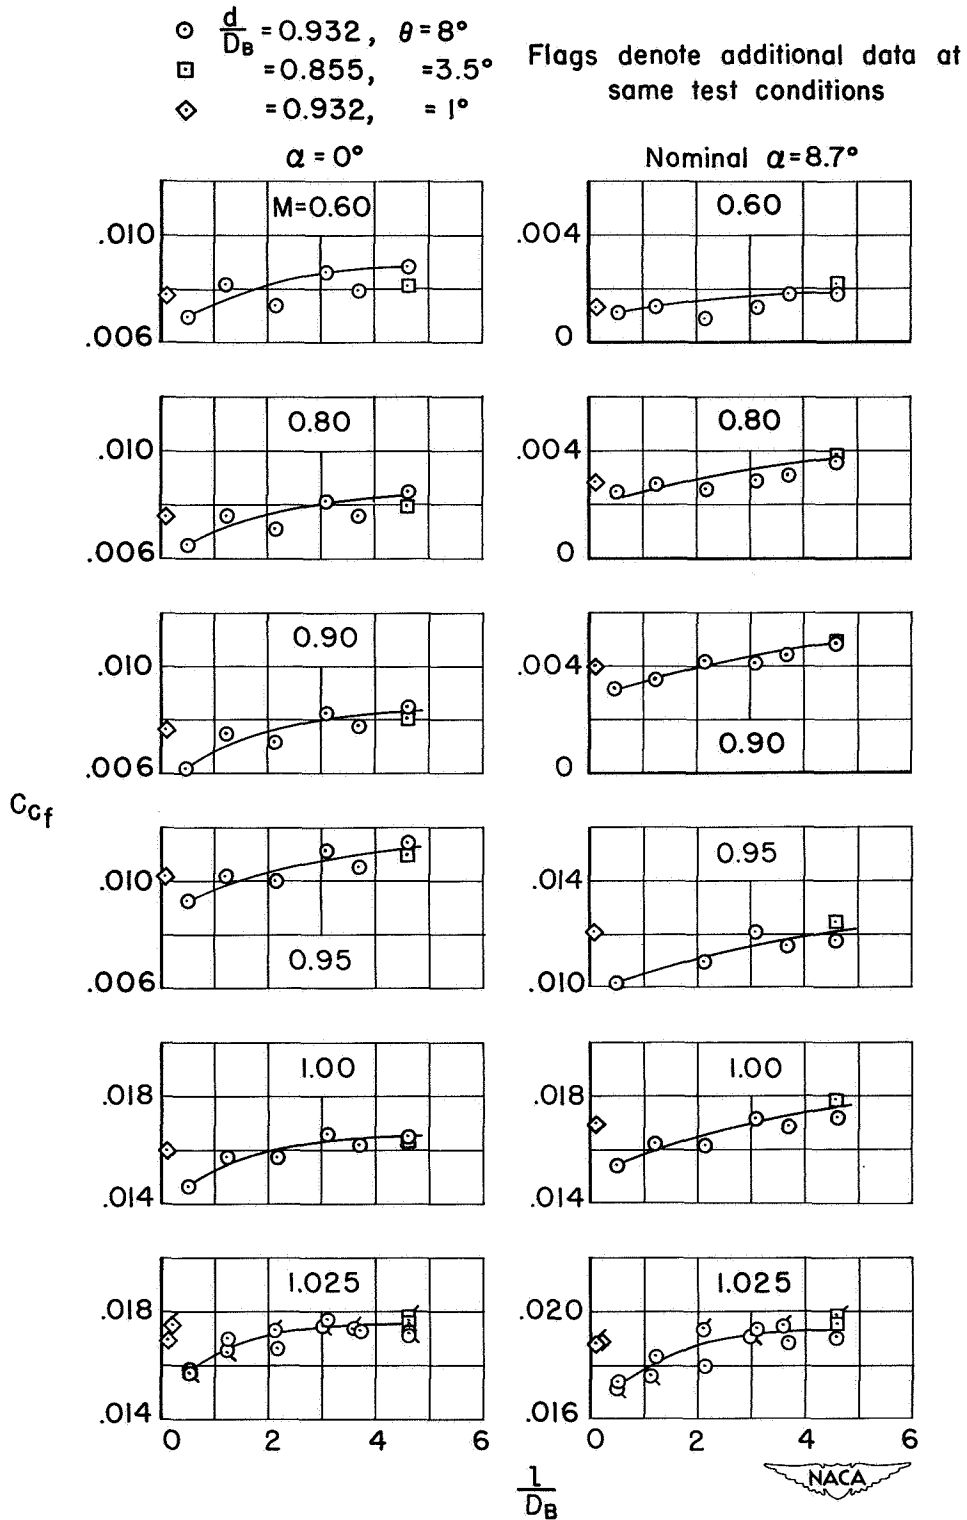 d/D_B = 0.932, θ = 8°
= 0.855, = 3.5°
= 0.932, = 1°
Flags denote additional data at
same test conditions
α = 0°
Nominal α = 8.7°
M=0.60
.010
.006
0.60
.004
0
0.80
.010
.006
0.80
.004
0
0.90
.010
.006
.004
0.90
0
C_cf
.010
0.95
.006
0.95
.014
.010
1.00
.018
.014
1.00
.018
.014
1.025
.018
.014
0 2 4 6
1.025
.020
.016
0 2 4 6
l/D_B
NACA